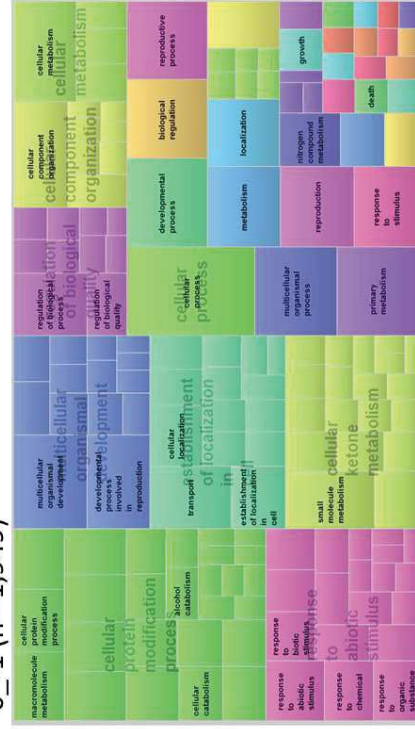 macromolecule
metabolism
cellular
protein
modification
process
cellular
protein
modification
process
cellular
catabolism
alcohol
catabolism
response
to
abiotic
stimulus
response
to
biotic
stimulus
response
to
chemical
response
to
organic
substance
response
to
abiotic
stimulus
multicellular
organismal
development
multicellular
organismal
development
developmental
process
involved
in
reproduction
transport
cellular
localization
establishment
of localization
in
cell
establishment
of localization
in
cell
small
molecule
metabolism
cellular
ketone
metabolism
regulation
of biological
process
regulation
of biological
quality
regulation
of biological
quality
cellular
component
organization
cellular
component
organization
cellular
metabolism
cellular
metabolism
cellular
process
cellular
process
multicellular
organismal
process
primary
metabolism
developmental
process
biological
regulation
reproductive
process
metabolism
localization
reproduction
response
to
stimulus
nitrogen
compound
metabolism
growth
death